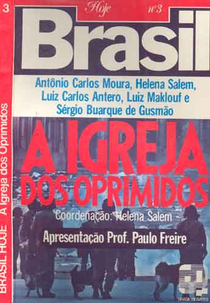 3
BRASIL HOJE A Igreja dos Oprimidos
Hoje nº3
Brasil
Antônio Carlos Moura, Helena Salem,
Luiz Carlos Antero, Luiz Maklouf e
Sérgio Buarque de Gusmão
A IGREJA
DOS OPRIMIDOS
Coordenação: Helena Salem
Apresentação Prof. Paulo Freire